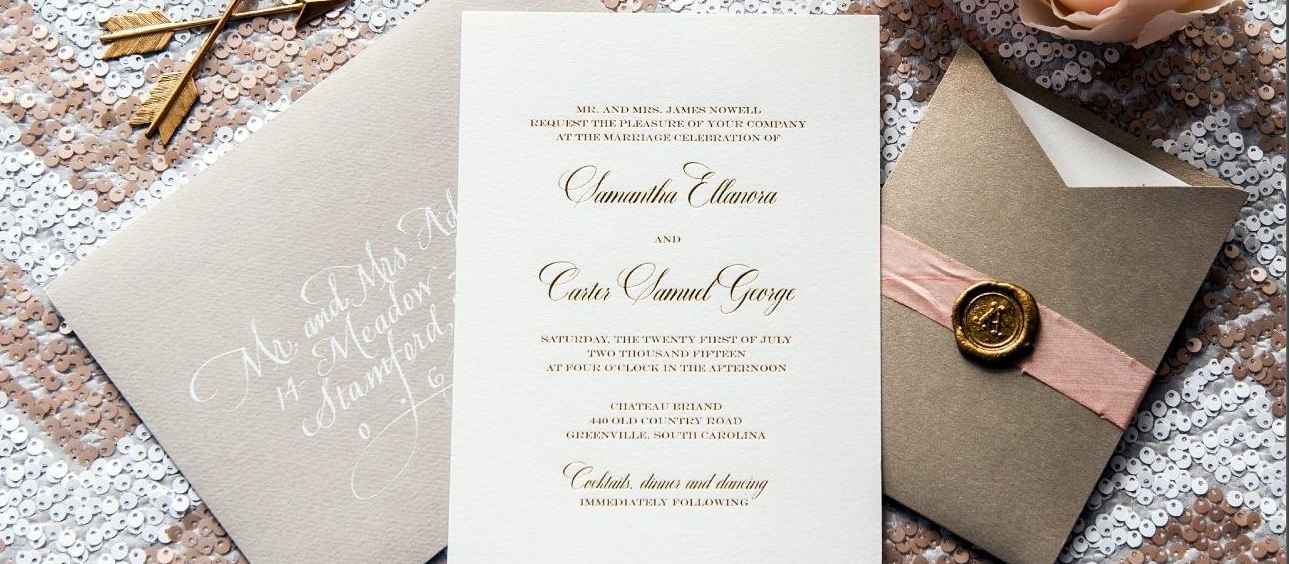 MR. AND MRS. JAMES NOWELL
REQUEST THE PLEASURE OF YOUR COMPANY
AT THE MARRIAGE CELEBRATION OF
Samantha Ellanora
AND
Carter Samuel George
SATURDAY, THE TWENTY FIRST OF JULY
TWO THOUSAND FIFTEEN
AT FOUR O'CLOCK IN THE AFTERNOON
CHATEAU BRIAND
440 OLD COUNTRY ROAD
GREENVILLE, SOUTH CAROLINA
Cocktails, dinner and dancing
IMMEDIATELY FOLLOWING
Mr. and Mrs. Ad
14 Meadow
Stamford,